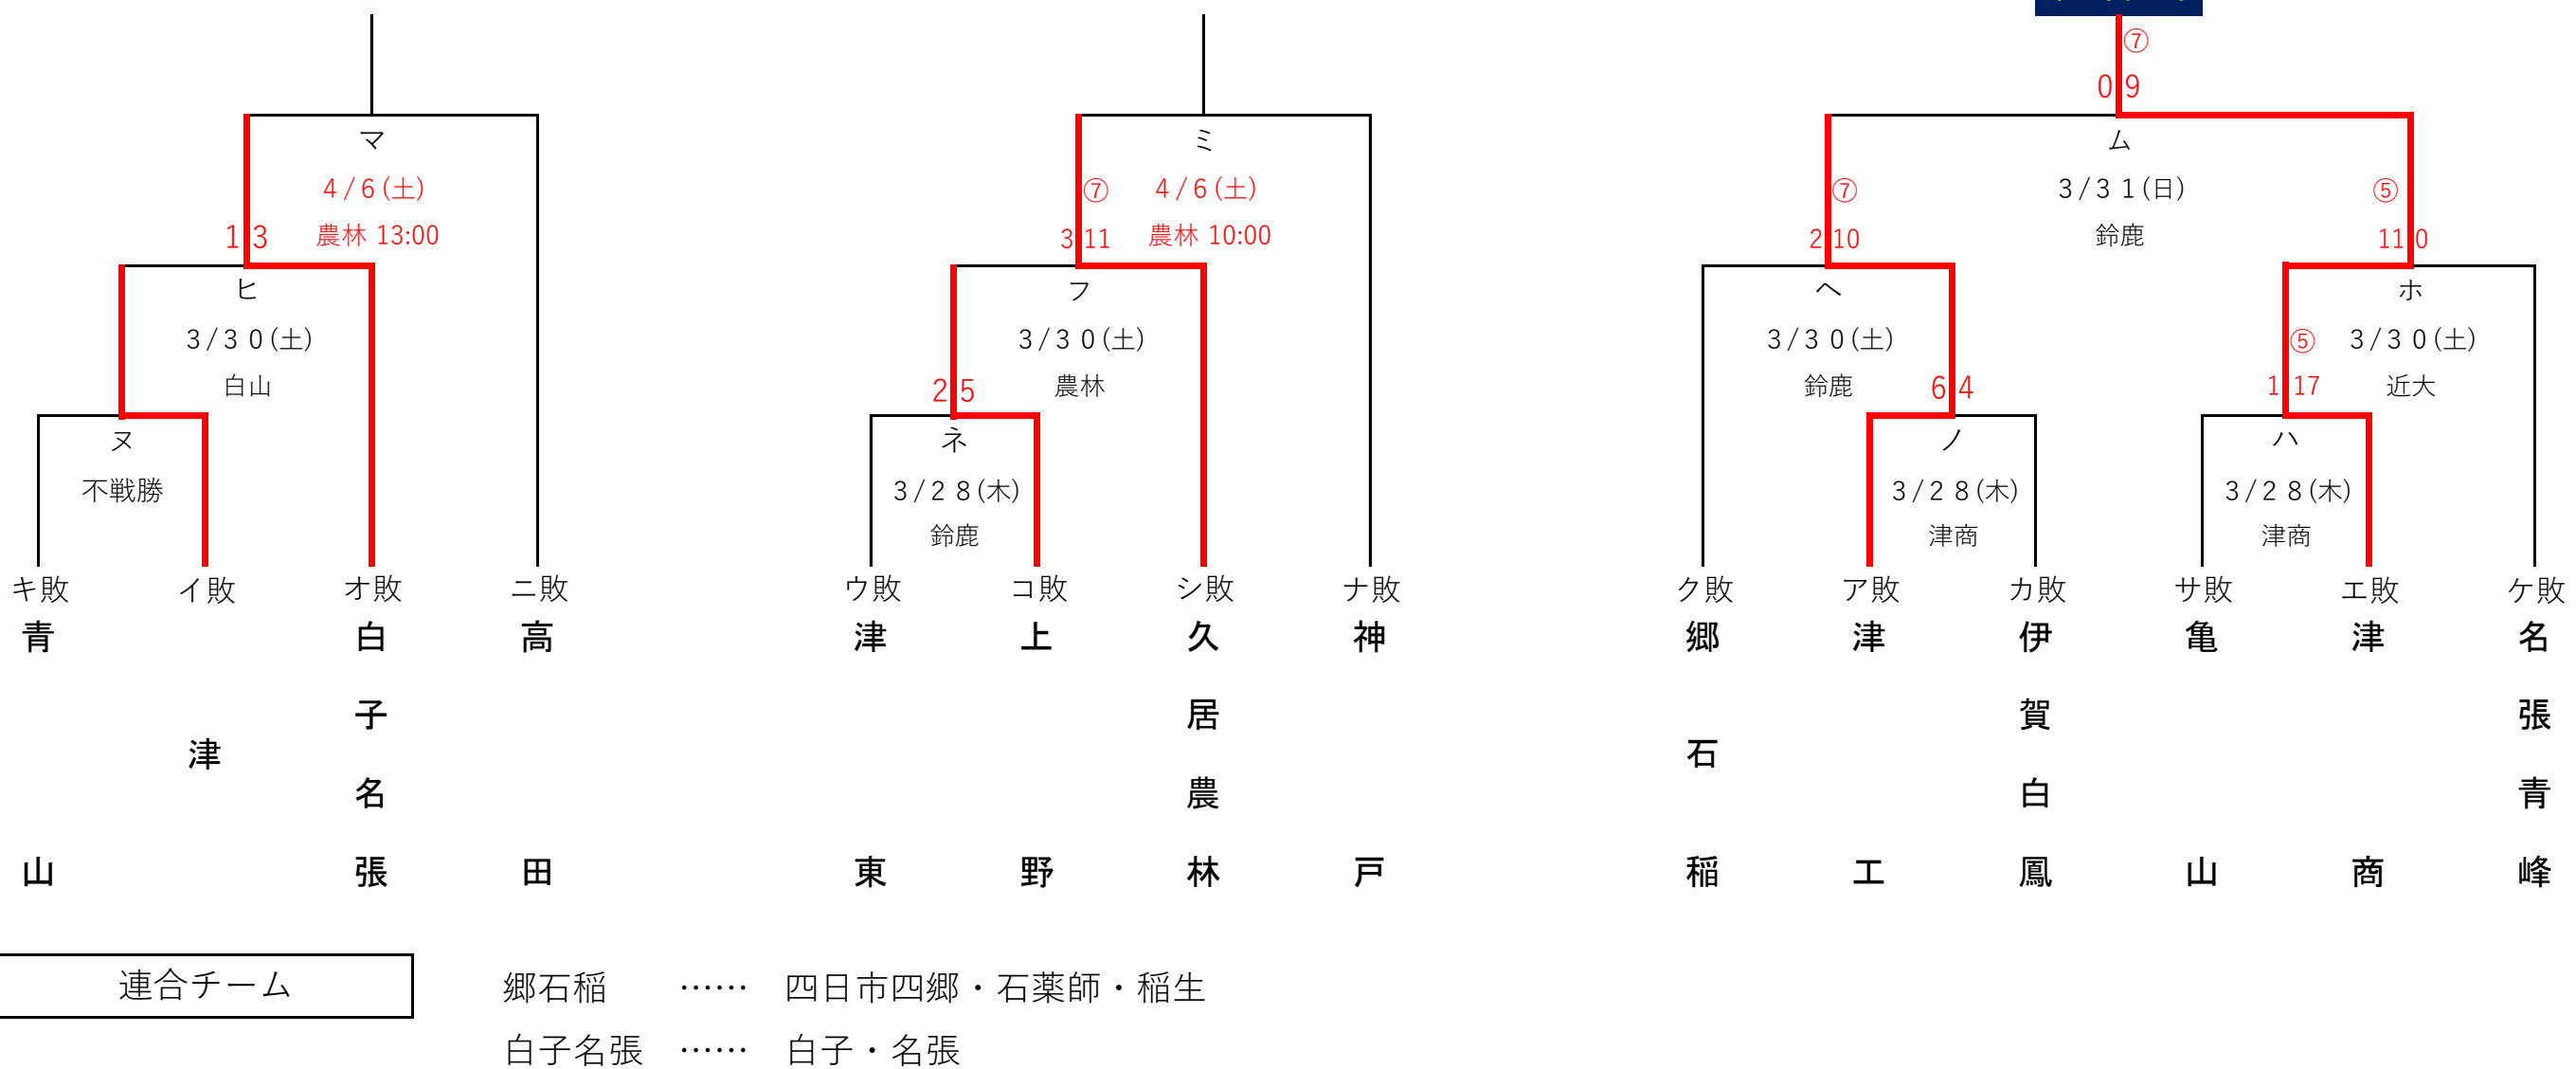 ⑦
0 9
マ
ミ
ム
4/6(土)
⑦
4/6(土)
⑦
3/31(日)
⑤
1 3
農林 13:00
3 11
農林 10:00
2 10
鈴鹿
11 0
ヒ
フ
ヘ
ホ
3/30(土)
3/30(土)
3/30(土)
⑤
3/30(土)
白山
2 5
農林
鈴鹿
6 4
1 17
近大
ヌ
ネ
ノ
ハ
不戦勝
3/28(木)
3/28(木)
3/28(木)
鈴鹿
津商
津商
キ敗
イ敗
オ敗
ニ敗
ウ敗
コ敗
シ敗
ナ敗
ク敗
ア敗
カ敗
サ敗
エ敗
ケ敗
青山
津
白子名張
高田
津東
上野
久居農林
神戸
郷石稲
津工
伊賀白鳳
亀山
津商
名張青峰
連合チーム
郷石稲 ‥‥‥ 四日市四郷・石薬師・稲生
白子名張 ‥‥‥ 白子・名張